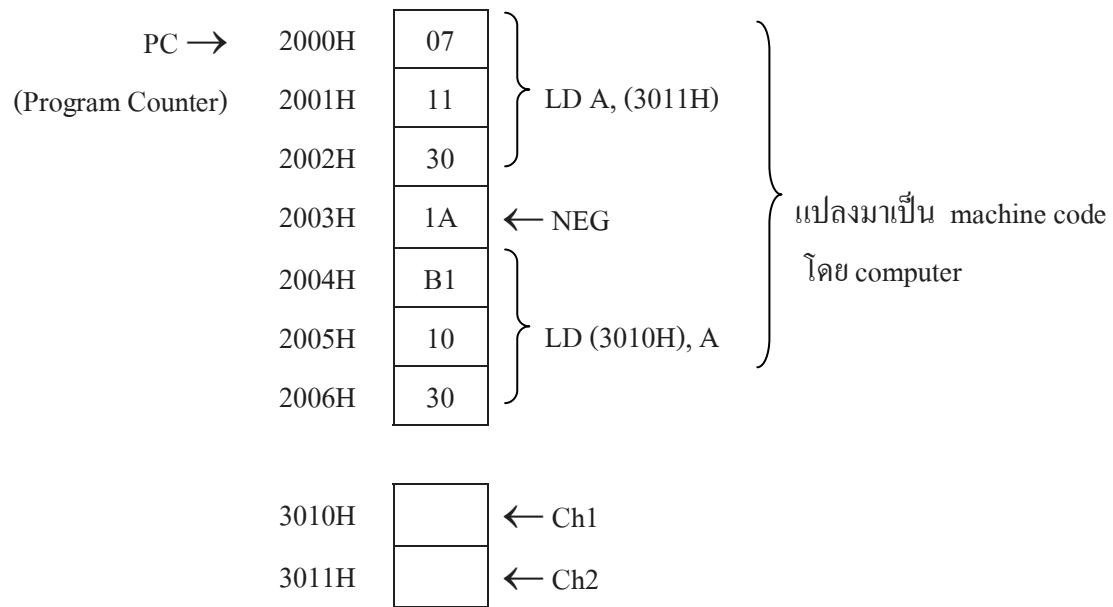 PC → 2000H 07
(Program Counter) 2001H 11 LD A, (3011H)
2002H 30
2003H 1A ← NEG แปลงมาเป็น machine code
2004H B1 โดย computer
2005H 10 LD (3010H), A
2006H 30
3010H ← Ch1
3011H ← Ch2